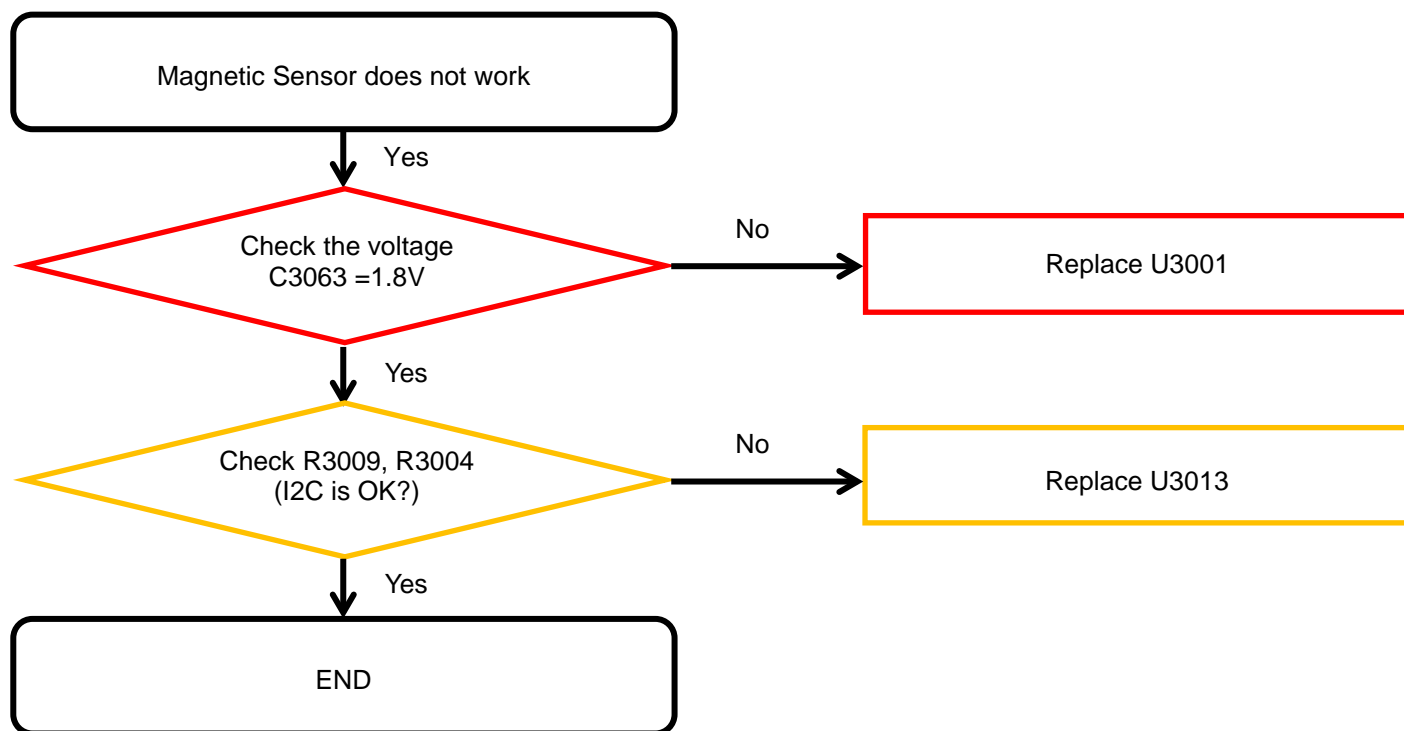 Magnetic Sensor does not work
Yes
Check the voltage
C3063 =1.8V
No
Replace U3001
Yes
Check R3009, R3004
(I2C is OK?)
No
Replace U3013
Yes
END